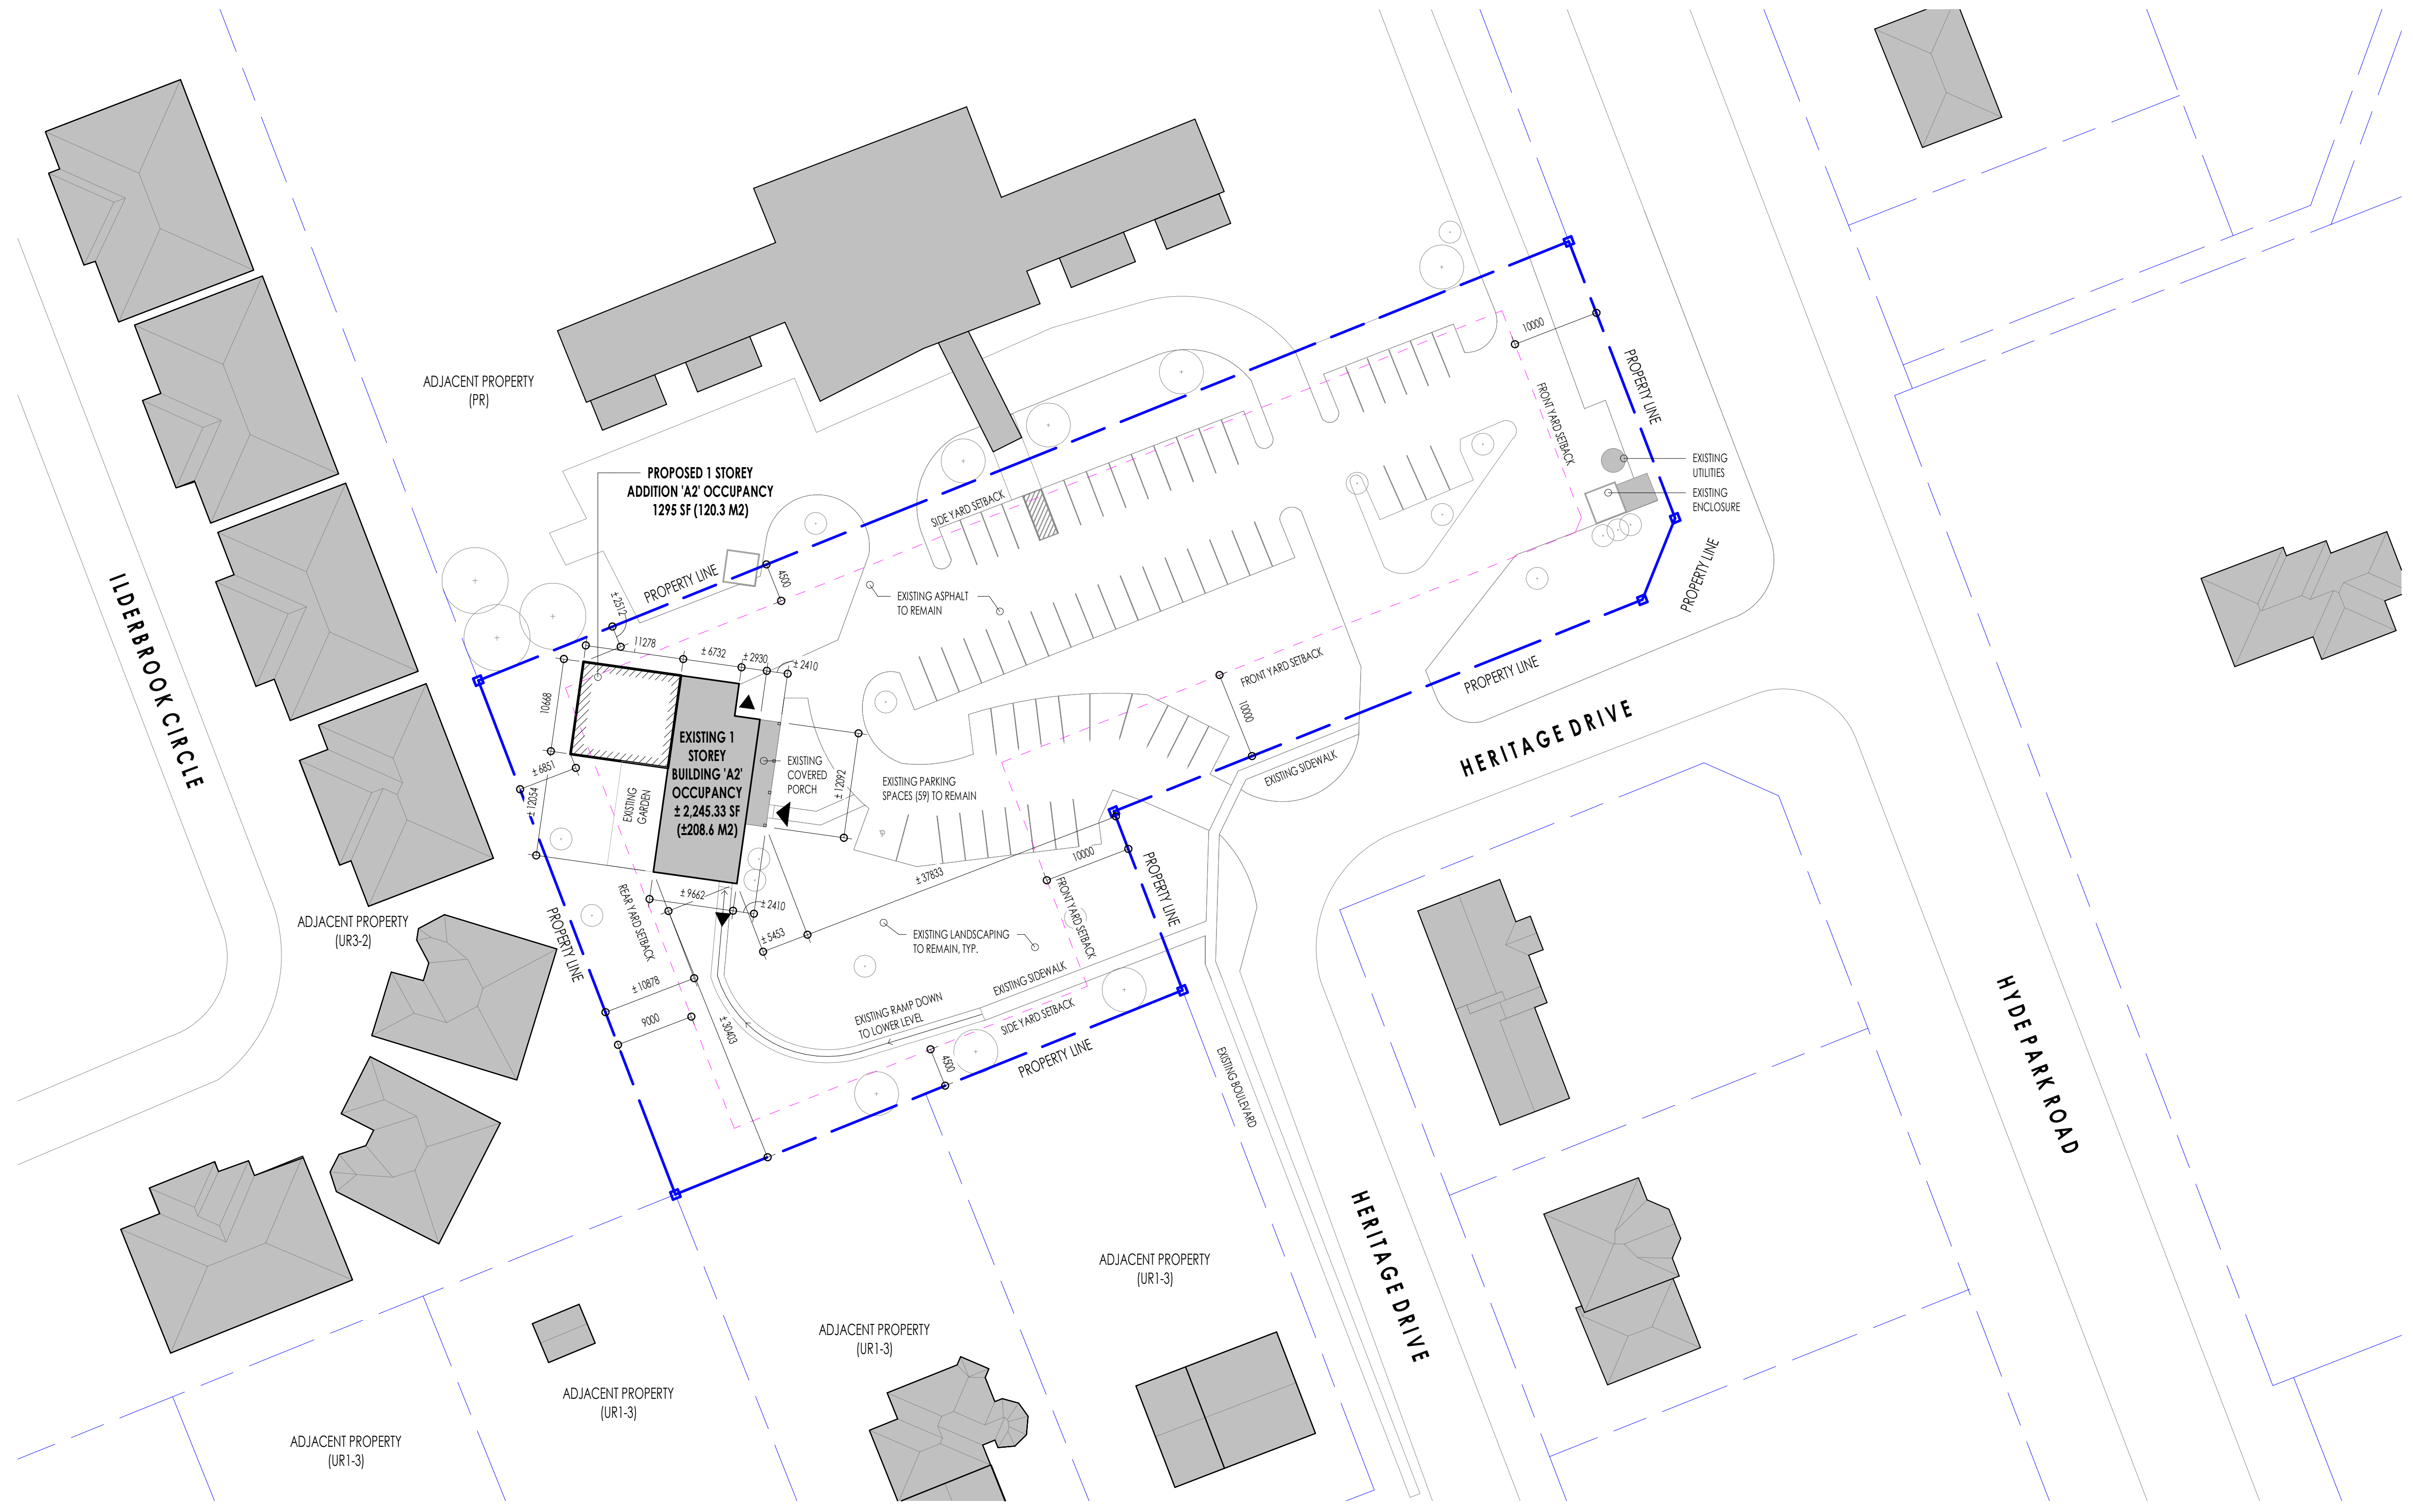 ADJACENT PROPERTY
(PR)
PROPOSED 1 STOREY
ADDITION 'A2' OCCUPANCY
1295 SF (120.3 M2)
10000
PROPERTY LINE
FRONT YARD SETBACK
EXISTING
UTILITIES
EXISTING
ENCLOSURE
PROPERTY LINE
SIDE YARD SETBACK
PROPERTY LINE
4500
± 2512
EXISTING ASPHALT
TO REMAIN
11278
± 6732
± 2930
± 2410
10668
ILDERBROOK CIRCLE
± 6851
± 12054
EXISTING
GARDEN
EXISTING 1
STOREY
BUILDING 'A2'
OCCUPANCY
± 2,245.33 SF
(±208.6 M2)
EXISTING
COVERED
PORCH
± 12092
EXISTING PARKING
SPACES (59) TO REMAIN
FRONT YARD SETBACK
10000
PROPERTY LINE
HERITAGE DRIVE
EXISTING SIDEWALK
10000
PROPERTY LINE
FRONT YARD SETBACK
± 37833
± 9662
± 2410
± 5453
REAR YARD SETBACK
PROPERTY LINE
ADJACENT PROPERTY
(UR3-2)
EXISTING LANDSCAPING
TO REMAIN, TYP.
± 10878
9000
± 30403
EXISTING SIDEWALK
EXISTING RAMP DOWN
TO LOWER LEVEL
SIDE YARD SETBACK
4500
PROPERTY LINE
EXISTING BOULEVARD
HYDE PARK ROAD
HERITAGE DRIVE
ADJACENT PROPERTY
(UR1-3)
ADJACENT PROPERTY
(UR1-3)
ADJACENT PROPERTY
(UR1-3)
ADJACENT PROPERTY
(UR1-3)